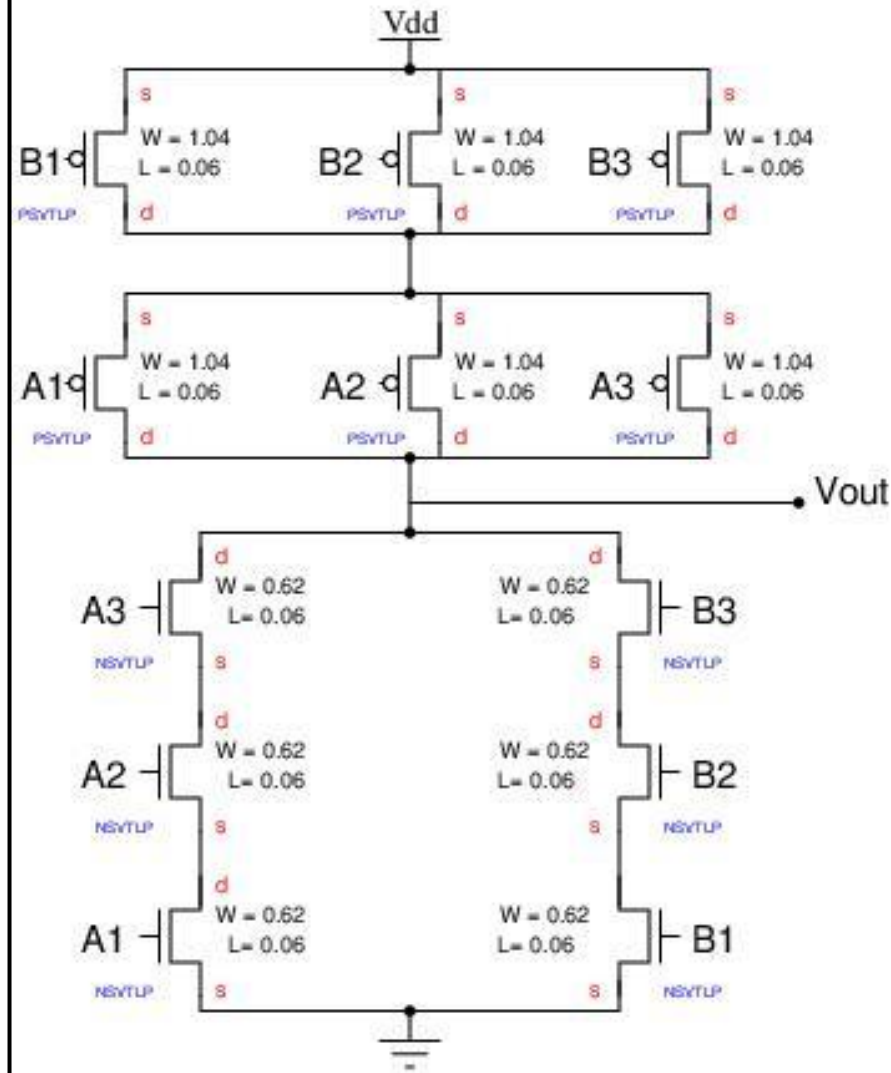 Vdd
s s s
B1 W = 1.04 B2 W = 1.04 B3 W = 1.04
L = 0.06 L = 0.06 L = 0.06
PSVTLP d PSVTLP d PSVTLP d
s s s
A1 W = 1.04 A2 W = 1.04 A3 W = 1.04
L = 0.06 L = 0.06 L = 0.06
PSVTLP d PSVTLP d PSVTLP d
Vout
d d
A3 W = 0.62 W = 0.62 B3
L= 0.06 L= 0.06
NSVTLP s s NSVTLP
d d
A2 W = 0.62 W = 0.62 B2
L= 0.06 L= 0.06
NSVTLP s s NSVTLP
d
A1 W = 0.62 W = 0.62 B1
L= 0.06 L= 0.06
NSVTLP s s NSVTLP